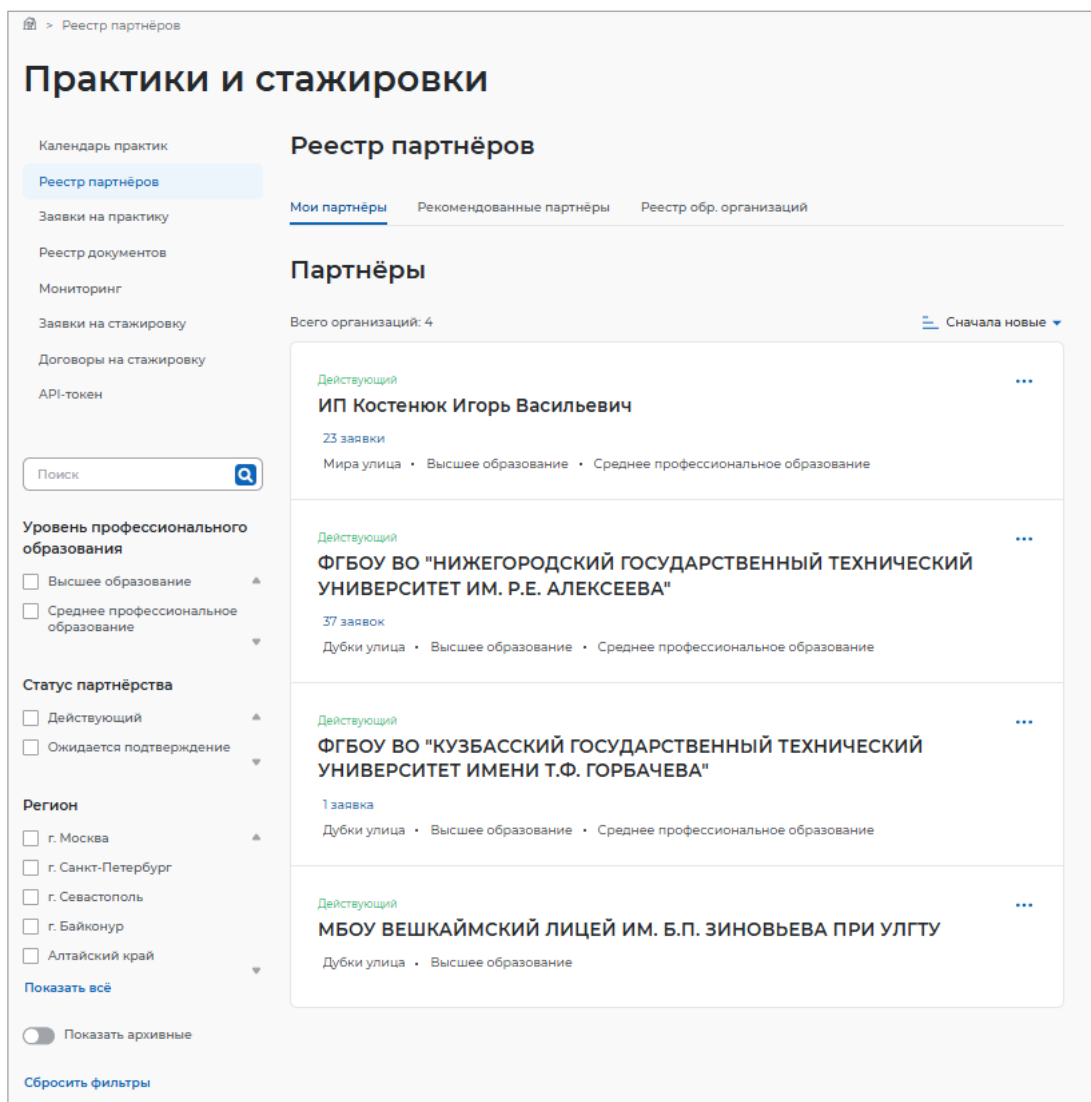 > Реестр партнёров
Практики и стажировки
Календарь практик
Реестр партнёров
Заявки на практику
Реестр документов
Мониторинг
Заявки на стажировку
Договоры на стажировку
API-токен
Поиск
Уровень профессионального
образования
Высшее образование
Среднее профессиональное
образование
Статус партнёрства
Действующий
Ожидается подтверждение
Регион
г. Москва
г. Санкт-Петербург
г. Севастополь
г. Байконур
Алтайский край
Показать всё
Показать архивные
Сбросить фильтры
Реестр партнёров
Мои партнёры Рекомендованные партнёры Реестр обр. организаций
Партнёры
Всего организаций: 4 Сначала новые
Действующий
ИП Костенюк Игорь Васильевич
23 заявки
Мира улица • Высшее образование • Среднее профессиональное образование
Действующий
ФГБОУ ВО "НИЖЕГОРОДСКИЙ ГОСУДАРСТВЕННЫЙ ТЕХНИЧЕСКИЙ
УНИВЕРСИТЕТ ИМ. Р.Е. АЛЕКСЕЕВА"
37 заявок
Дубки улица • Высшее образование • Среднее профессиональное образование
Действующий
ФГБОУ ВО "КУЗБАССКИЙ ГОСУДАРСТВЕННЫЙ ТЕХНИЧЕСКИЙ
УНИВЕРСИТЕТ ИМЕНИ Т.Ф. ГОРБАЧЕВА"
1 заявка
Дубки улица • Высшее образование • Среднее профессиональное образование
Действующий
МБОУ ВЕШКАЙМСКИЙ ЛИЦЕЙ ИМ. Б.П. ЗИНОВЬЕВА ПРИ УЛГТУ
Дубки улица • Высшее образование